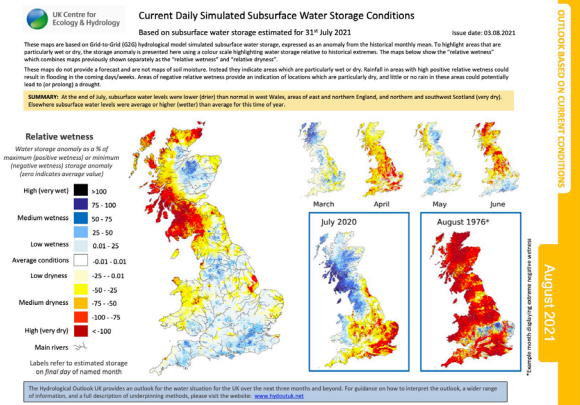 UK Centre for
Ecology & Hydrology
Current Daily Simulated Subsurface Water Storage Conditions
Based on subsurface water storage estimated for 31st July 2021
Issue date: 03.08.2021
These maps are based on Grid-to-Grid (G2G) hydrological model simulated subsurface water storage, expressed as an anomaly from the historical monthly mean. To highlight areas that are
particularly wet or dry, the storage anomaly is presented here using a colour scale highlighting water storage relative to historical extremes. The maps below show the "relative wetness"
which combines maps previously shown separately as the "relative wetness" and "relative dryness".
These maps do not provide a forecast and are not maps of soil moisture. Instead they indicate areas which are particularly wet or dry. Rainfall in areas with high positive relative wetness could
result in flooding in the coming days/weeks. Areas of negative relative wetness provide an indication of locations which are particularly dry, and little or no rain in these areas could potentially
lead to (or prolong) a drought.
SUMMARY: At the end of July, subsurface water levels were lower (drier) than normal in west Wales, areas of east and northern England, and northern and southwest Scotland (very dry).
Elsewhere subsurface water levels were average or higher (wetter) than average for this time of year.
Relative wetness
Water storage anomaly as a % of
maximum (positive wetness) or minimum
(negative wetness) storage anomaly
(zero indicates average value)
High (very wet) >100
75 - 100
Medium wetness 50 - 75
25 - 50
Low wetness 0.01 - 25
Average conditions -0.01 - 0.01
Low dryness -25 - -0.01
-50 - -25
Medium dryness -75 - -50
-100 - -75
High (very dry) < -100
Main rivers
Labels refer to estimated storage
on final day of named month
March
April
May
June
July 2020
August 1976*
*Example month displaying extreme negative wetness
OUTLOOK BASED ON CURRENT CONDITIONS
August 2021
The Hydrological Outlook UK provides an outlook for the water situation for the UK over the next three months and beyond. For guidance on how to interpret the outlook, a wider range
of information, and a full description of underpinning methods, please visit the website: www.hydoutuk.net